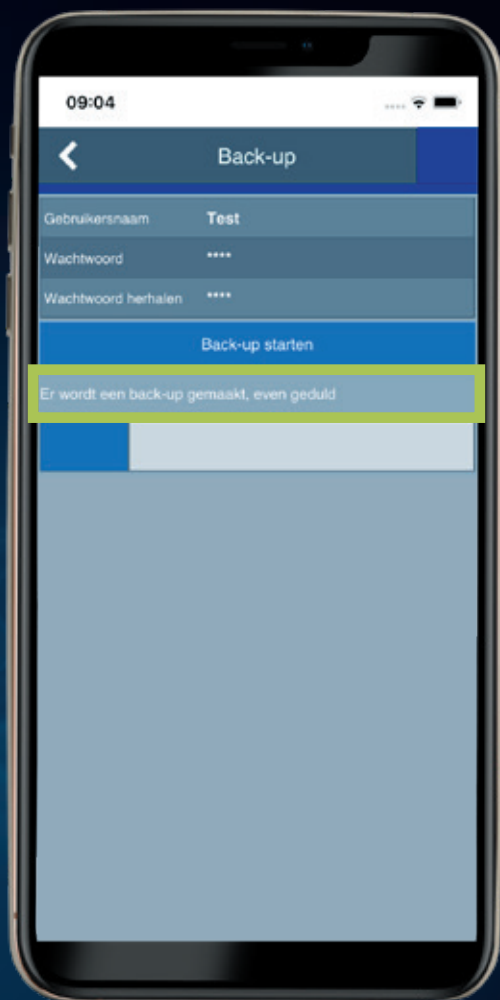 09:04
Back-up
Gebruikersnaam Test
Wachtwoord ****
Wachtwoord herhalen ****
Back-up starten
Er wordt een back-up gemaakt, even geduld